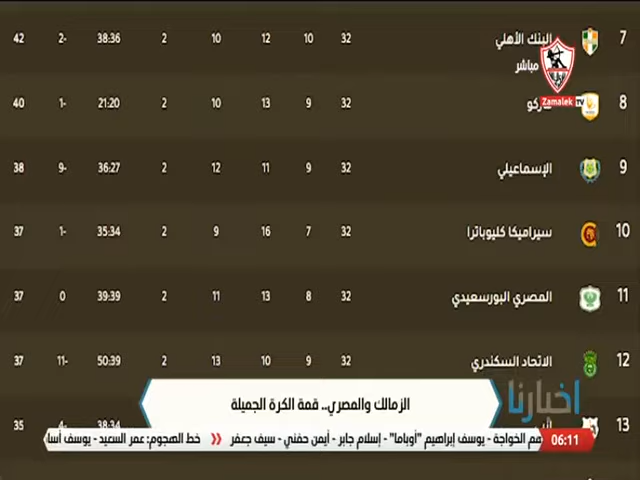 7 البنك الأهلي 32 10 12 10 2 38:36 2- 42
مباشر
Zamalek TV
8 32 9 13 10 2 21:20 1- 40
9 الإسماعيلي 32 9 11 12 2 36:27 9- 38
10 سيراميكا كليوباترا 32 7 16 9 2 35:34 1- 37
11 المصري البورسعيدي 32 8 13 11 2 39:39 0 37
12 الاتحاد السكندري 32 9 10 13 2 50:39 11- 37
13 38:34 4- 35
الزمالك والمصري.. قمة الكرة الجميلة
اخبارنا
هم الخواجة - يوسف إبراهيم "أوباما" - إسلام جابر - أيمن حفني - سيف جعفر » خط الهجوم: عمر السعيد - يوسف أسا
06:11